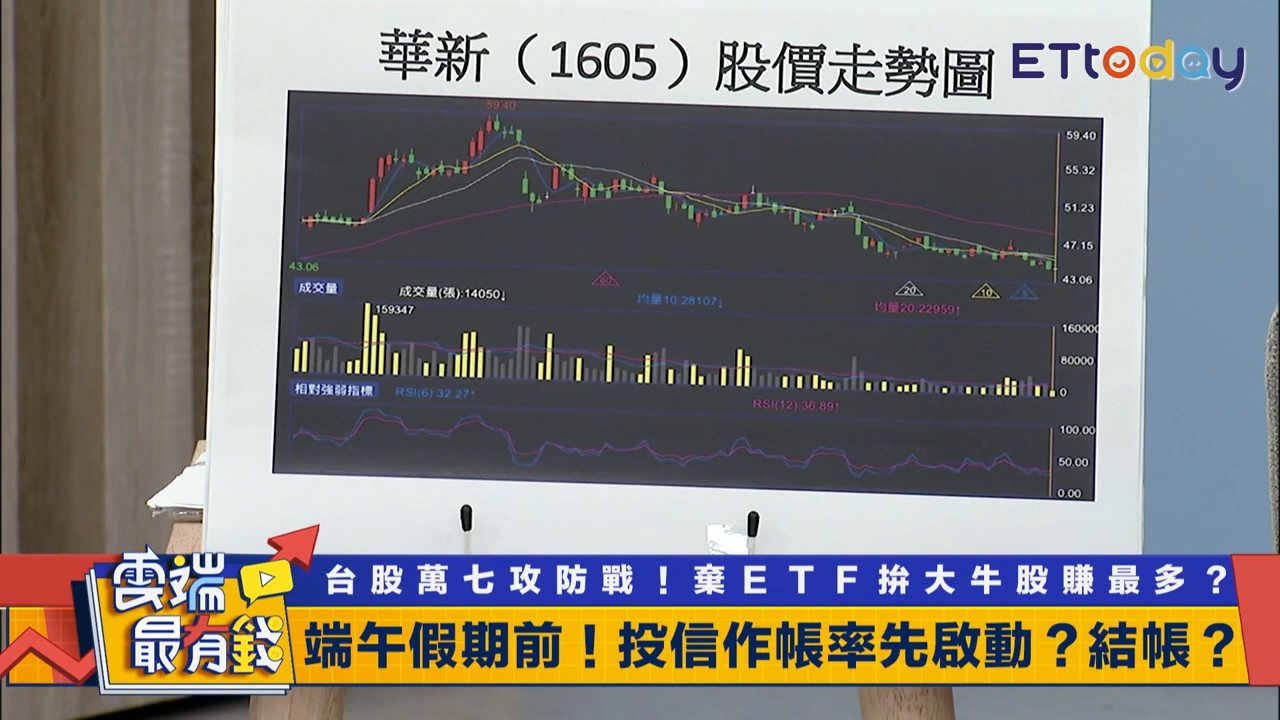 華新（1605）股價走勢圖
ETtoday
59.40
59.40
55.32
51.23
47.15
43.06
43.06
60
20
10
5
成交量
成交量(張):14050↓
均量10:28107↓
均量20:22959↑
159347
160000
80000
0
相對強弱指標
RSI(6):32.27↑
RSI(12):36.89↑
100.00
50.00
0.00
雲端最有錢
台股萬七攻防戰！棄ETF拚大牛股賺最多？
端午假期前！投信作帳率先啟動？結帳？